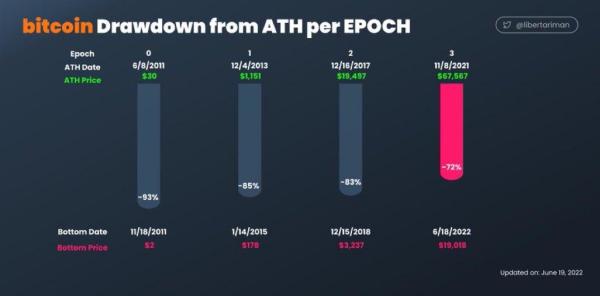 bitcoin Drawdown from ATH per EPOCH
@libertariman
Epoch 0 1 2 3
ATH Date 6/8/2011 12/4/2013 12/16/2017 11/8/2021
ATH Price $30 $1,151 $19,497 $67,567
-93% -85% -83% -72%
Bottom Date 11/18/2011 1/14/2015 12/15/2018 6/18/2022
Bottom Price $2 $178 $3,237 $19,018
Updated on: June 19, 2022